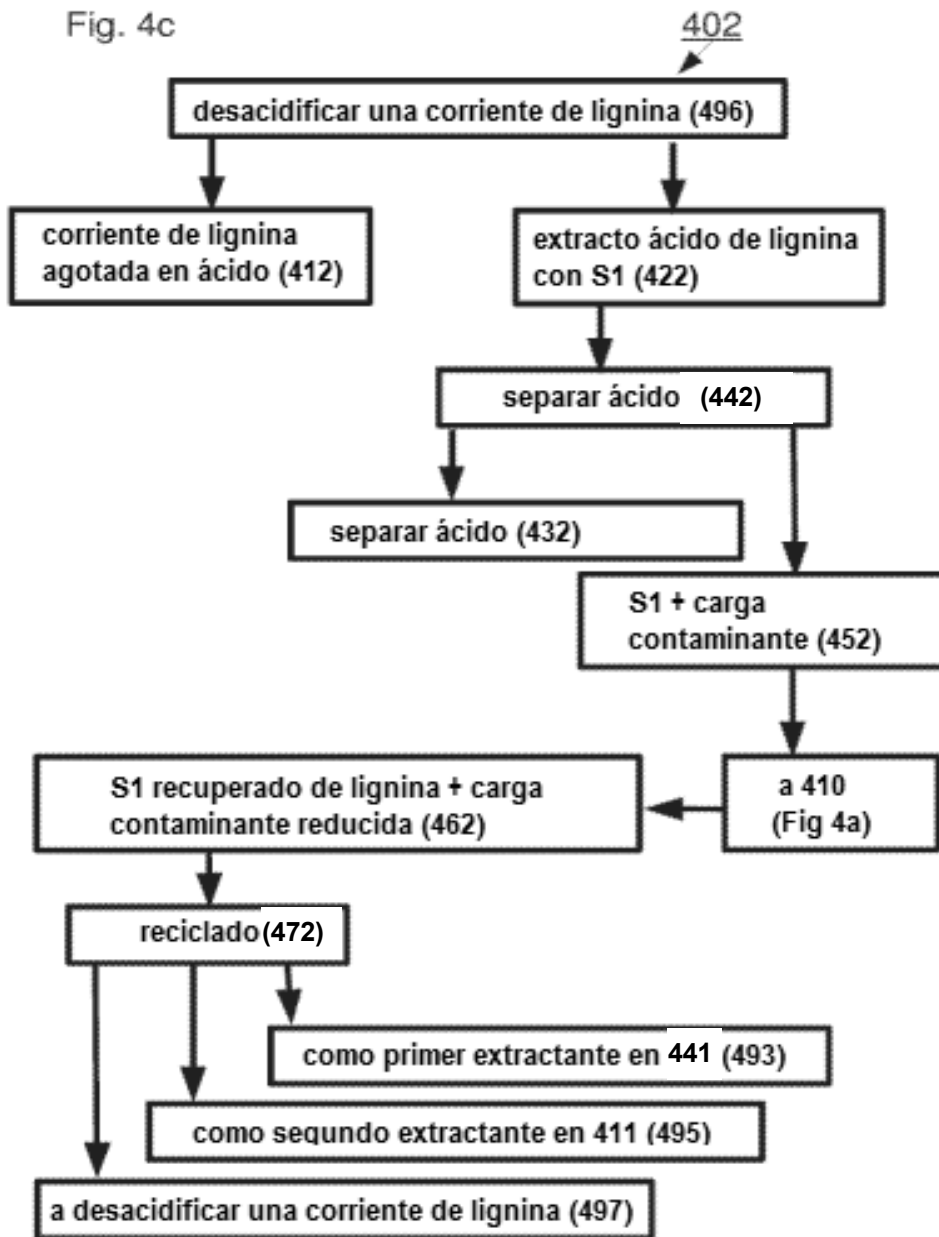 Fig. 4c
402
desacidificar una corriente de lignina (496)
corriente de lignina
agotada en ácido (412)
extracto ácido de lignina
con S1 (422)
separar ácido (442)
separar ácido (432)
S1 + carga
contaminante (452)
a 410
(Fig 4a)
S1 recuperado de lignina + carga
contaminante reducida (462)
reciclado (472)
como primer extractante en 441 (493)
como segundo extractante en 411 (495)
a desacidificar una corriente de lignina (497)